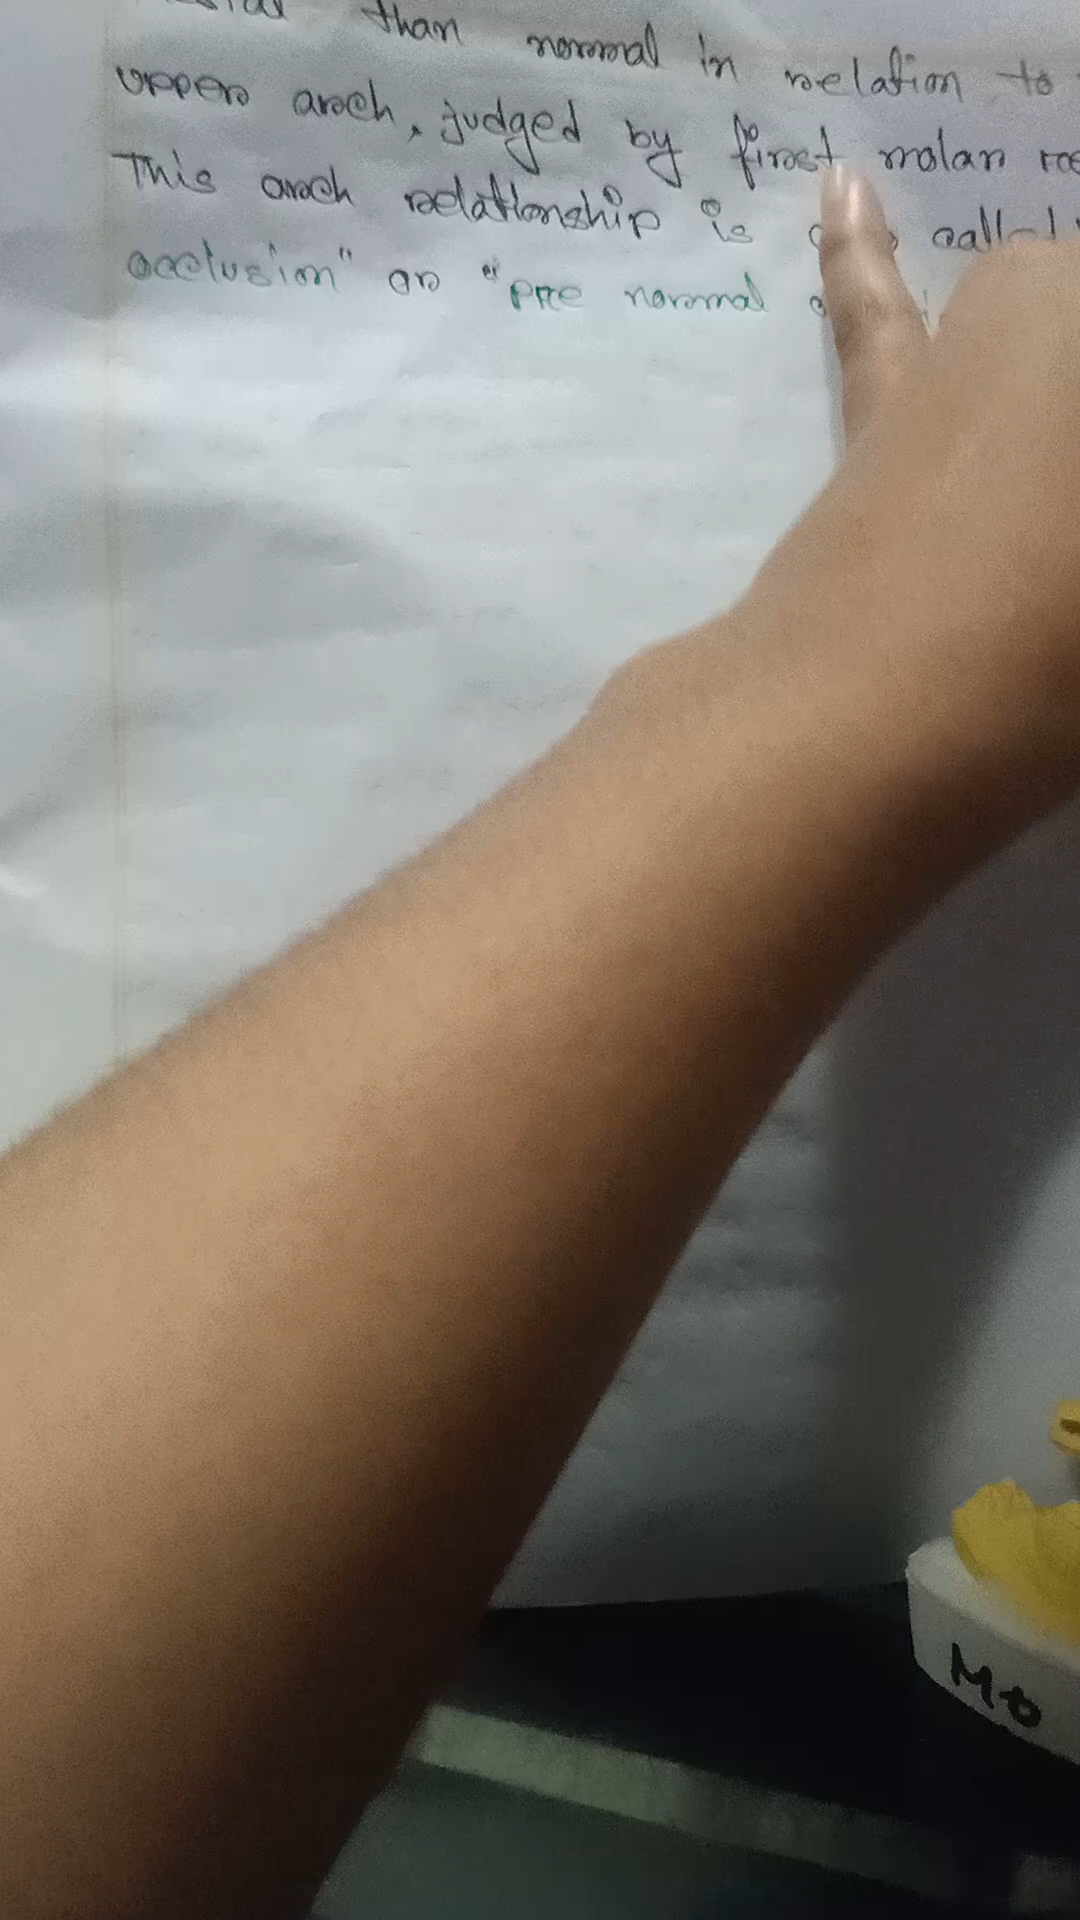 than normal in relation to
upper arch, judged by first molar
This arch relationship is called
occlusion" or "Pre normal
Mo